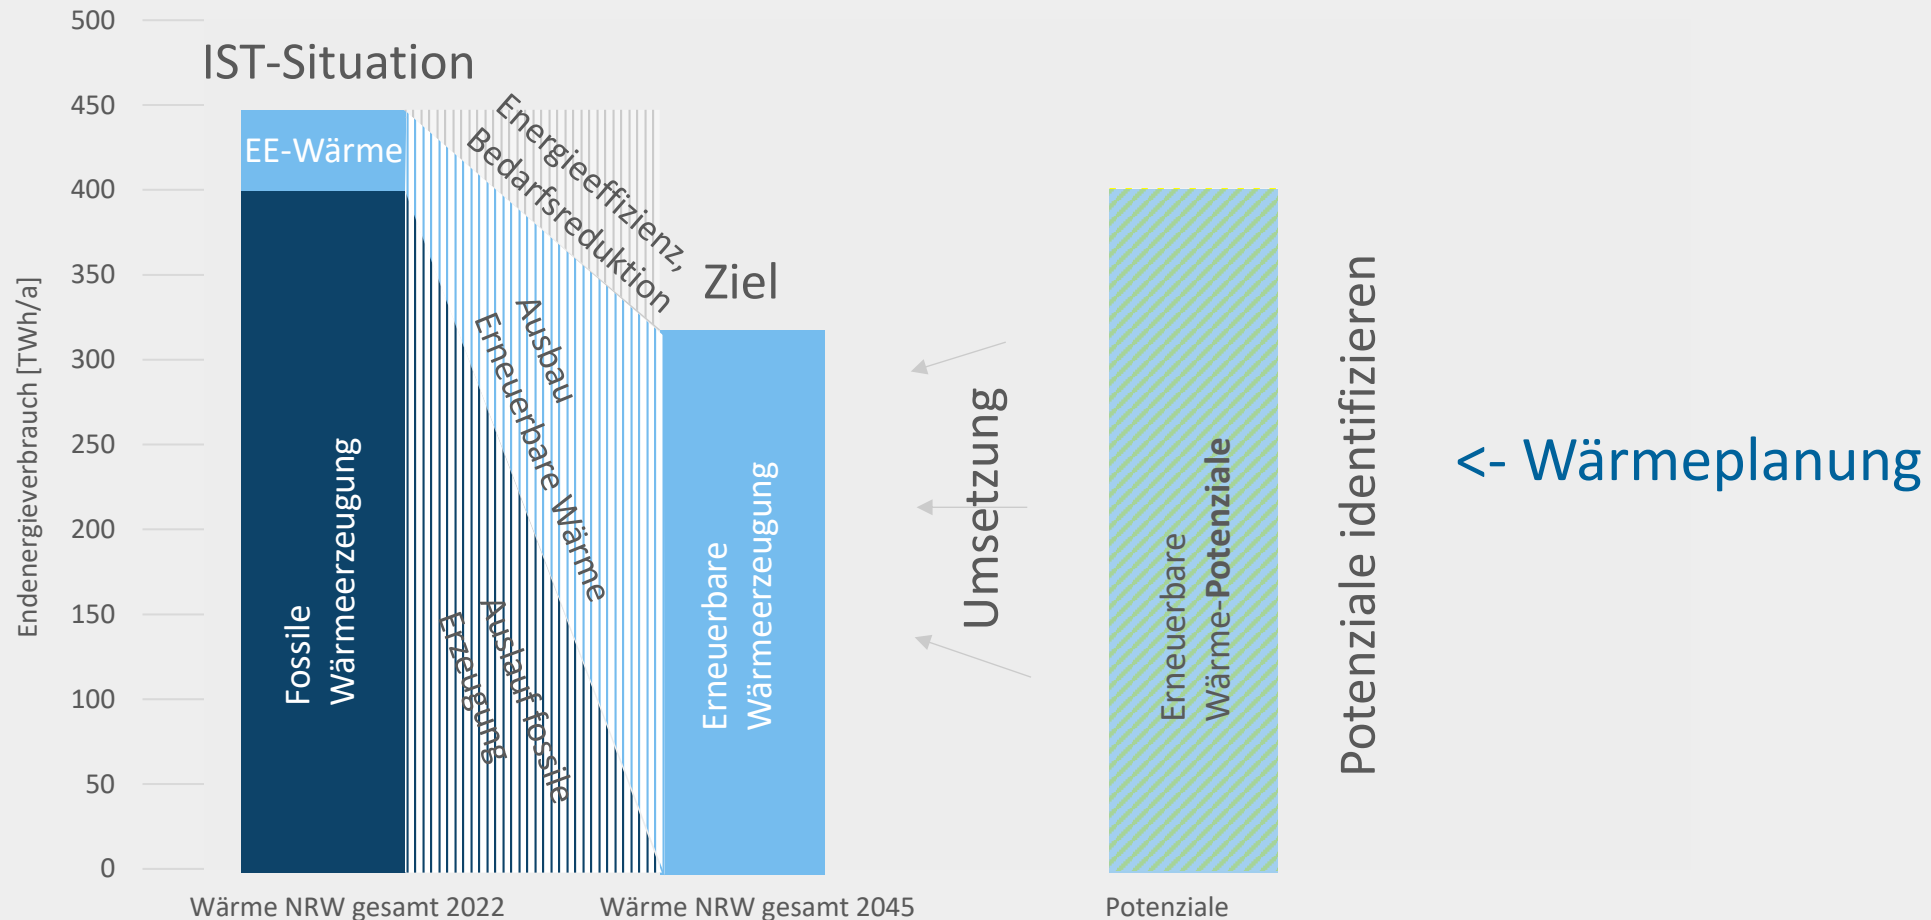 500
450
400
350
300
250
200
150
100
50
0
Endenergieverbrauch [TWh/a]
IST-Situation
EE-Wärme
Fossile
Wärmeerzeugung
Energieeffizienz,
Bedarfsreduktion
Ausbau
Erneuerbare Wärme
Auslauf fossile
Erzeugung
Ziel
Erneuerbare
Wärmeerzeugung
Umsetzung
Erneuerbare
Wärme-Potenziale
Potenziale identifizieren
<- Wärmeplanung
Wärme NRW gesamt 2022
Wärme NRW gesamt 2045
Potenziale